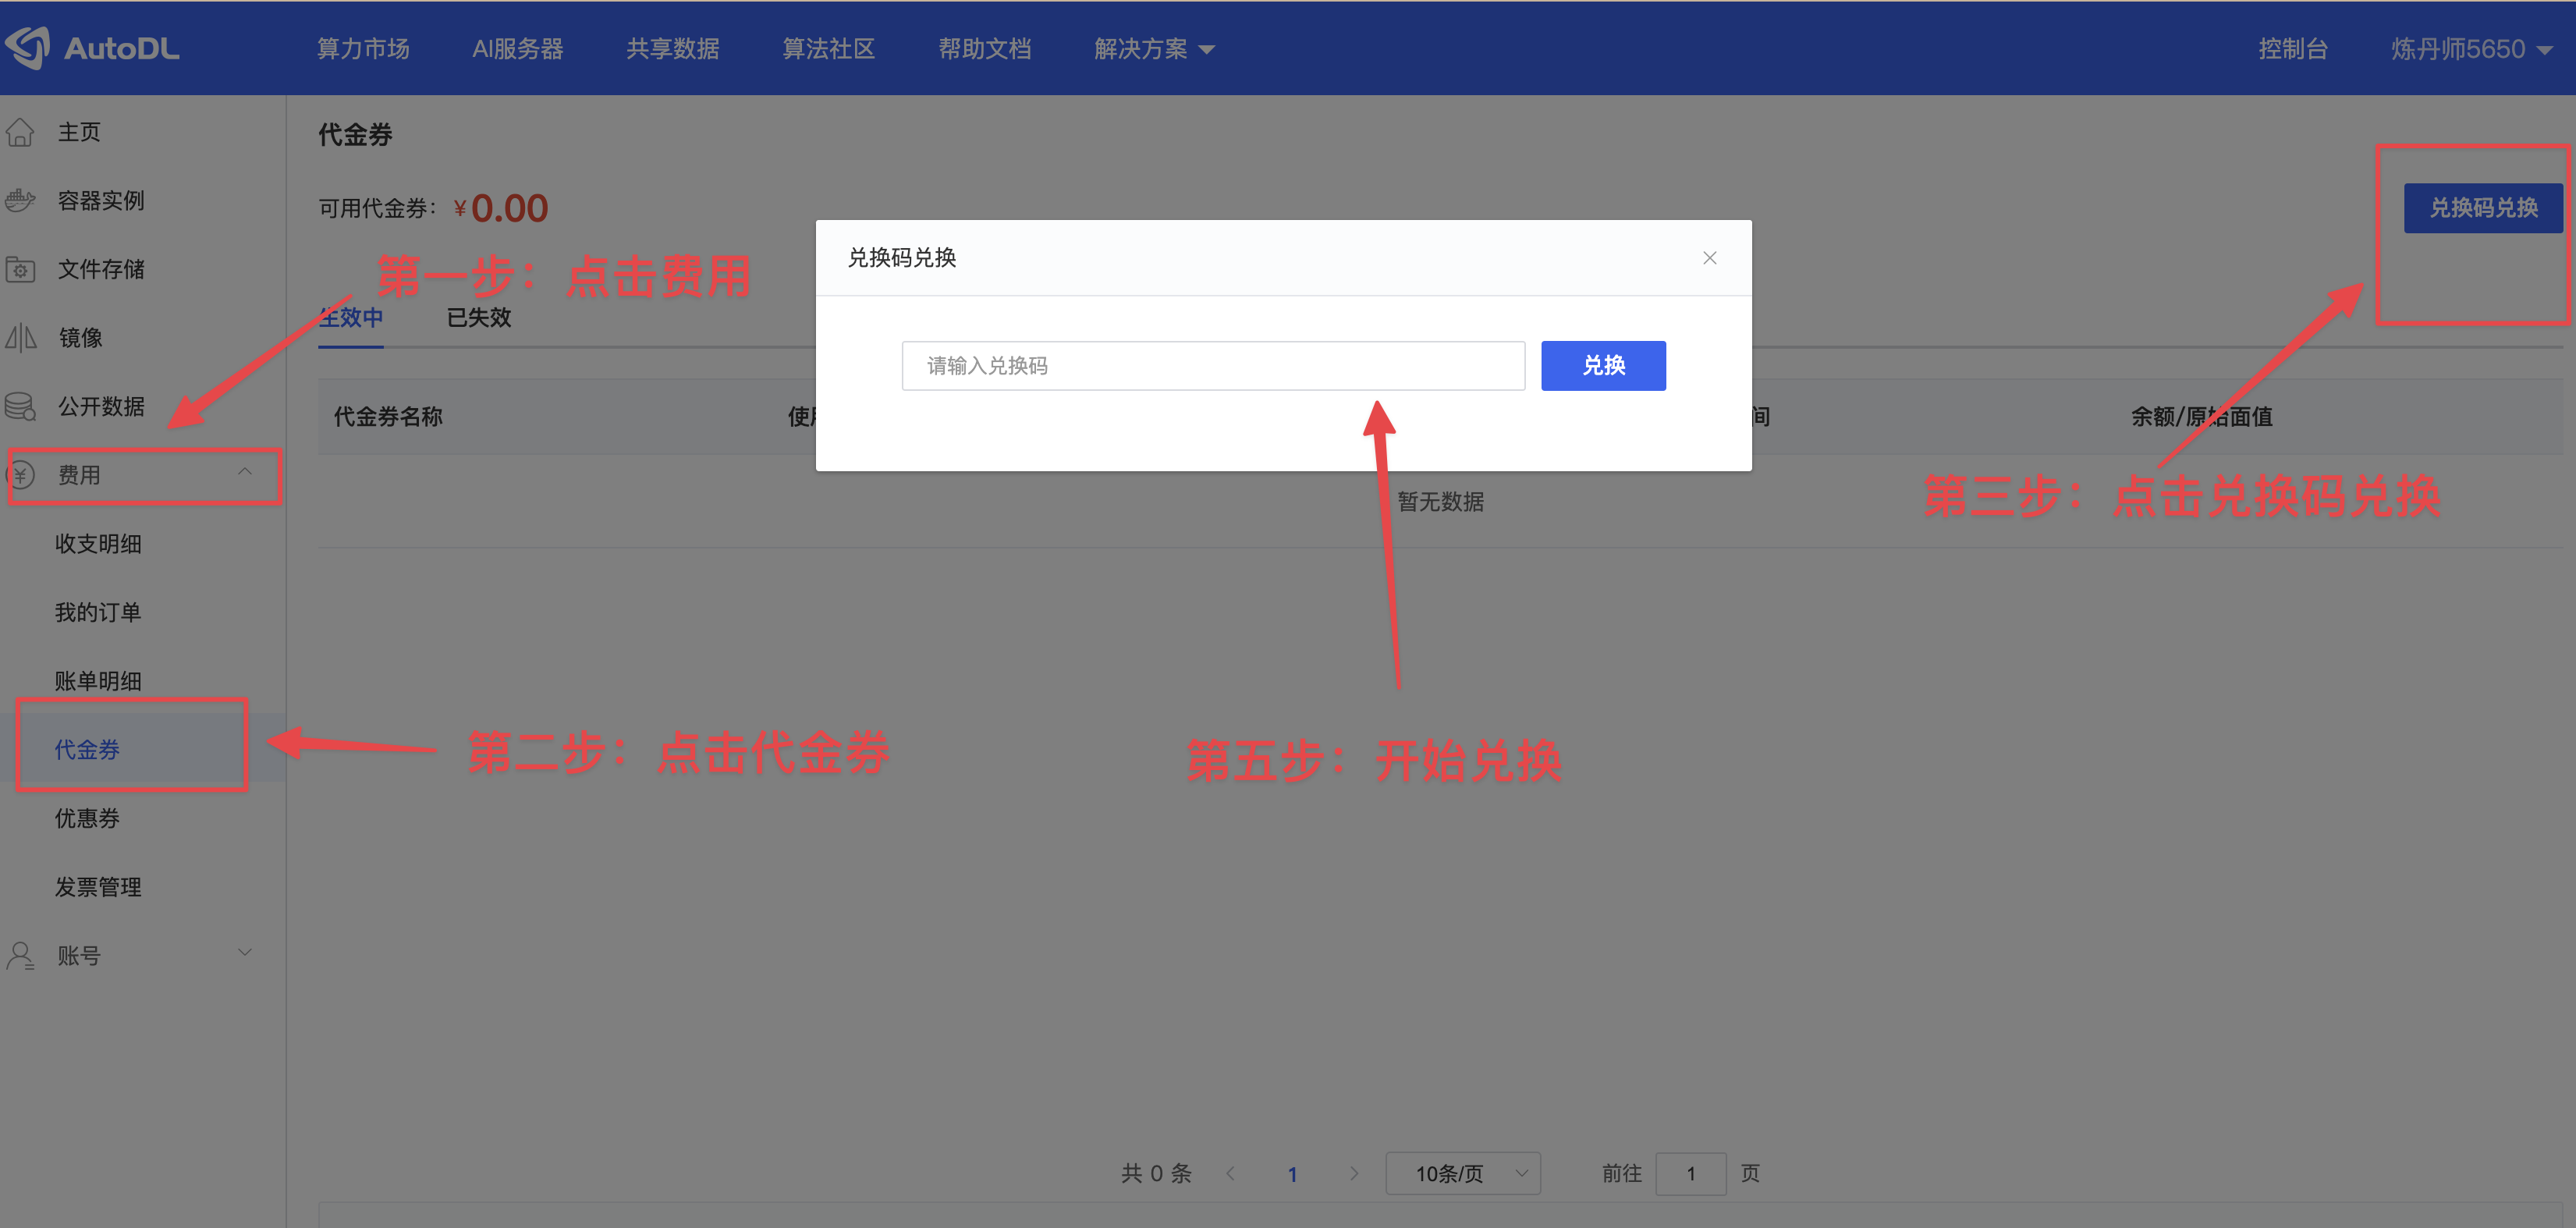 AutoDL 算力市场 AI服务器 共享数据 算法社区 帮助文档 解决方案 控制台 炼丹师5650
主页
容器实例
文件存储
镜像
公开数据
费用
收支明细
我的订单
账单明细
代金券
优惠券
发票管理
账号
代金券
可用代金券： ¥0.00
兑换码兑换
第一步：点击费用
生效中 已失效
兑换码兑换
请输入兑换码 兑换
代金券名称 使 间 余额/原始面值
暂无数据
第三步：点击兑换码兑换
第二步：点击代金券
第五步：开始兑换
共 0 条 1 10条/页 前往 1 页